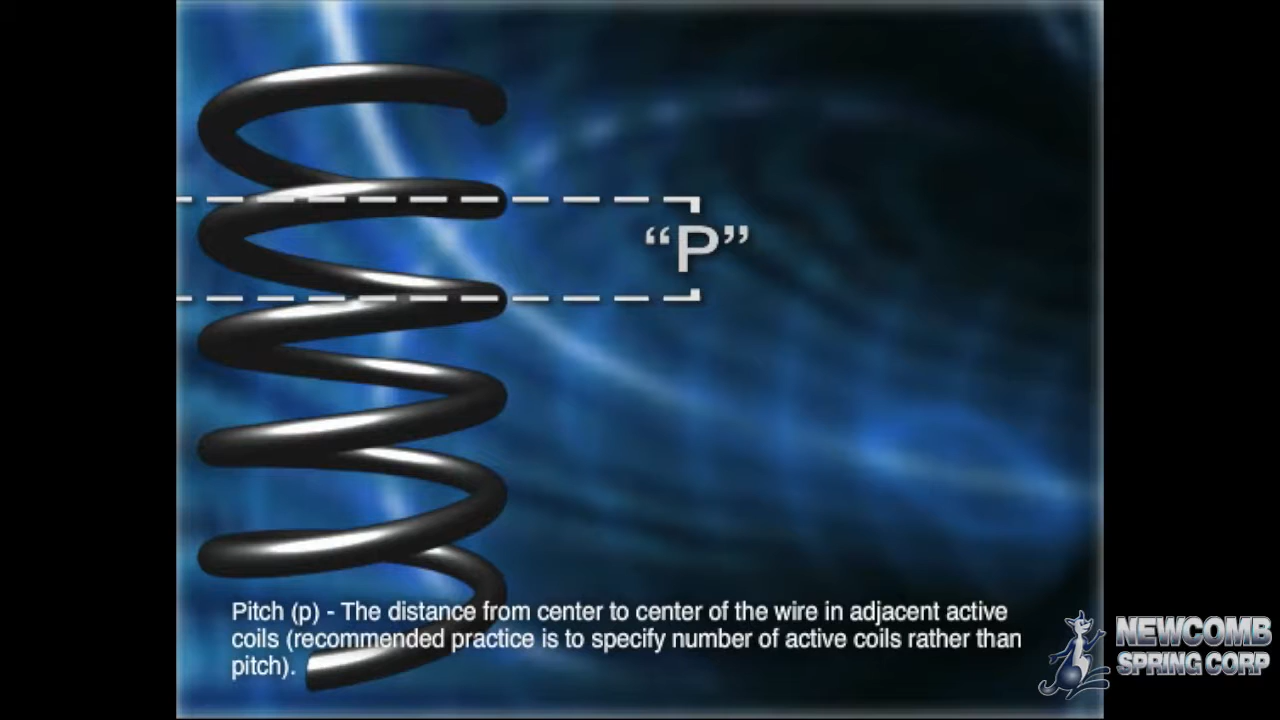 “P”
Pitch (p) - The distance from center to center of the wire in adjacent active
coils (recommended practice is to specify number of active coils rather than
pitch).
NEWCOMB
SPRING CORP